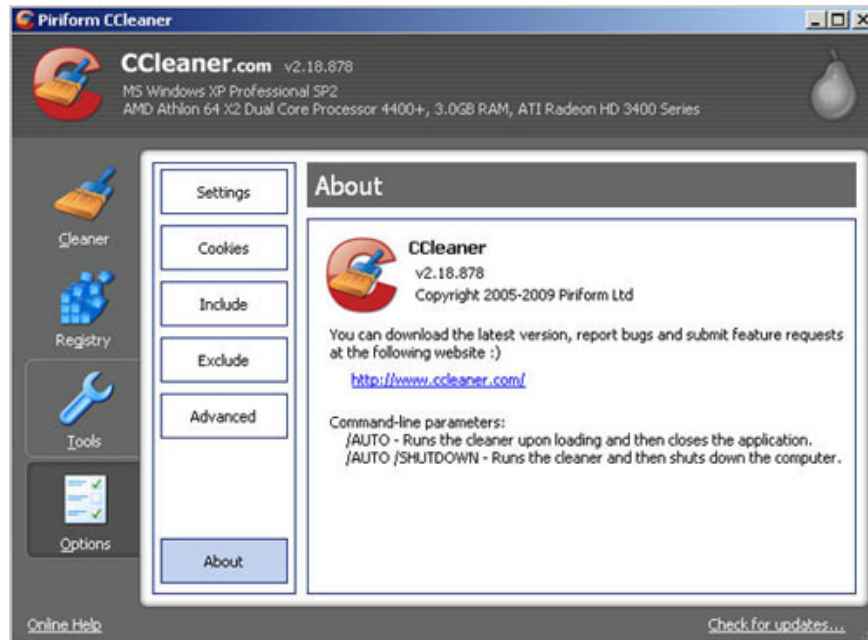 Piriform CCleaner
CCleaner.com v2.18.878
MS Windows XP Professional SP2
AMD Athlon 64 X2 Dual Core Processor 4400+, 3.0GB RAM, ATI Radeon HD 3400 Series
Cleaner
Registry
Tools
Options
Settings
Cookies
Include
Exclude
Advanced
About
About
CCleaner
v2.18.878
Copyright 2005-2009 Piriform Ltd
You can download the latest version, report bugs and submit feature requests
at the following website :)
http://www.ccleaner.com/
Command-line parameters:
/AUTO - Runs the cleaner upon loading and then closes the application.
/AUTO /SHUTDOWN - Runs the cleaner and then shuts down the computer.
Online Help
Check for updates...